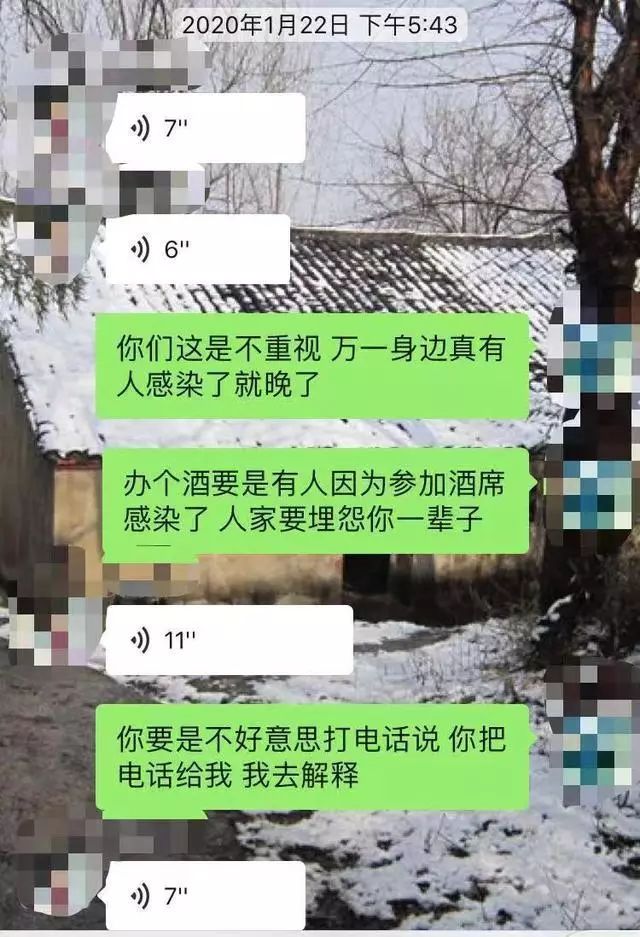 2020年1月22日 下午5:43
7''
6''
你们这是不重视 万一身边真有
人感染了就晚了
办个酒要是有人因为参加酒席
感染了 人家要埋怨你一辈子
11''
你要是不好意思打电话说 你把
电话给我 我去解释
7''